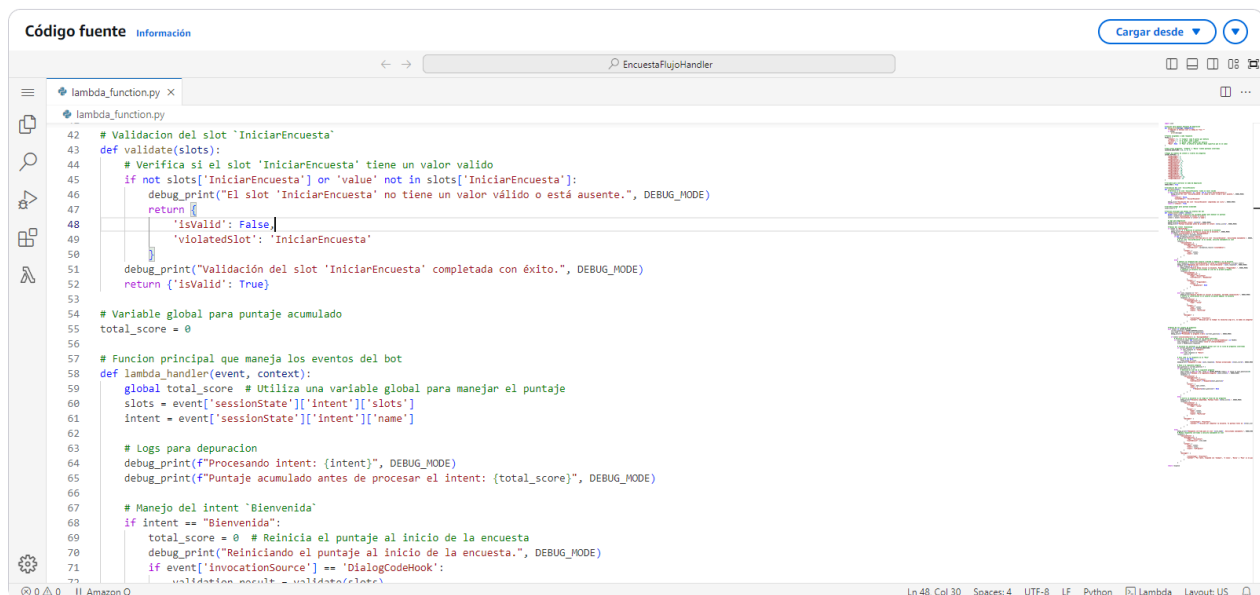 Código fuente Información
Cargar desde
EncuestaFlujoHandler
lambda_function.py
lambda_function.py
42 # Validacion del slot `IniciarEncuesta`
43 def validate(slots):
44 # Verifica si el slot 'IniciarEncuesta' tiene un valor valido
45 if not slots['IniciarEncuesta'] or 'value' not in slots['IniciarEncuesta']:
46 debug_print("El slot 'IniciarEncuesta' no tiene un valor válido o está ausente.", DEBUG_MODE)
47 return {
48 'isValid': False,
49 'violatedSlot': 'IniciarEncuesta'
50 }
51 debug_print("Validación del slot 'IniciarEncuesta' completada con éxito.", DEBUG_MODE)
52 return {'isValid': True}
53
54 # Variable global para puntaje acumulado
55 total_score = 0
56
57 # Funcion principal que maneja los eventos del bot
58 def lambda_handler(event, context):
59 global total_score # Utiliza una variable global para manejar el puntaje
60 slots = event['sessionState']['intent']['slots']
61 intent = event['sessionState']['intent']['name']
62
63 # Logs para depuracion
64 debug_print(f"Procesando intent: {intent}", DEBUG_MODE)
65 debug_print(f"Puntaje acumulado antes de procesar el intent: {total_score}", DEBUG_MODE)
66
67 # Manejo del intent `Bienvenida`
68 if intent == "Bienvenida":
69 total_score = 0 # Reinicia el puntaje al inicio de la encuesta
70 debug_print("Reiniciando el puntaje al inicio de la encuesta.", DEBUG_MODE)
71 if event['invocationSource'] == 'DialogCodeHook':
72 validation_result = validate(slots)
0 0 Amazon Q Ln 48, Col 30 Spaces: 4 UTF-8 LF Python Lambda Layout: US